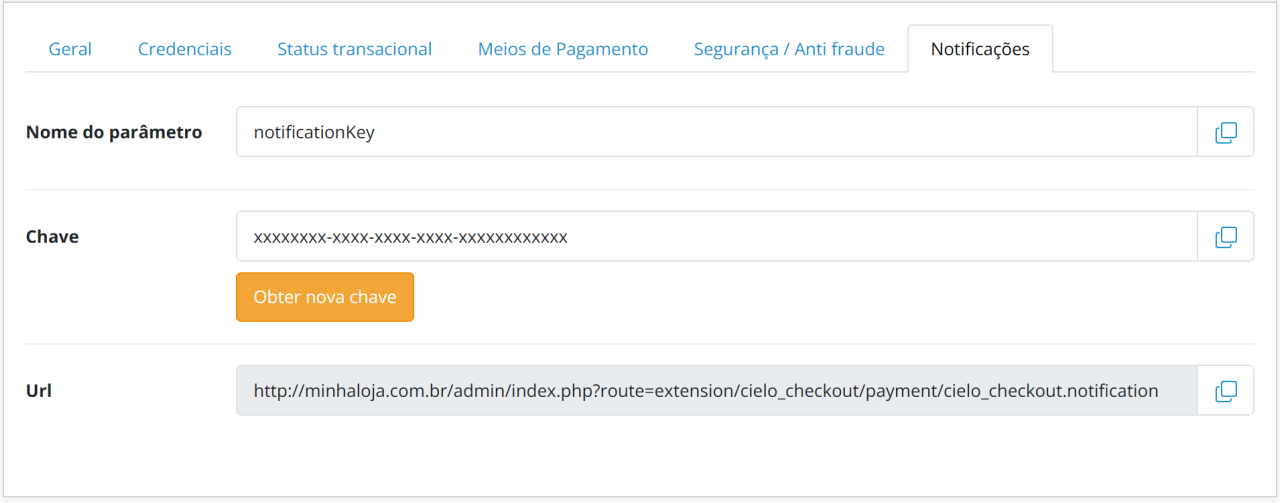 Geral Credenciais Status transacional Meios de Pagamento Segurança / Anti fraude Notificações
Nome do parâmetro notificationKey
Chave xxxxxxxx-xxxx-xxxx-xxxx-xxxxxxxxxxxx
Obter nova chave
Url http://minhaloja.com.br/admin/index.php?route=extension/cielo_checkout/payment/cielo_checkout.notification